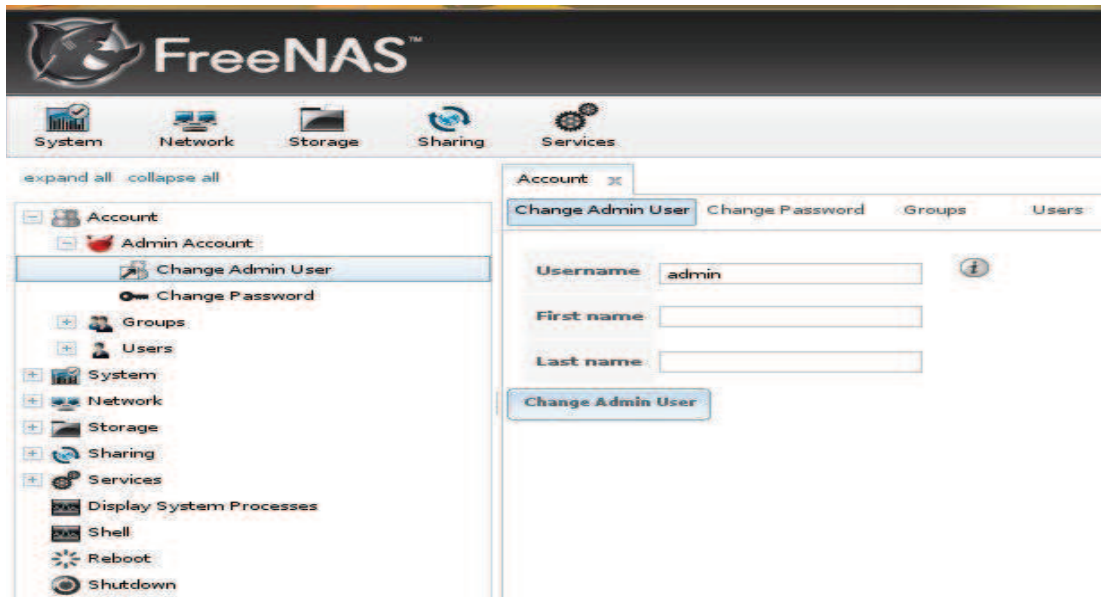 FreeNAS™
System Network Storage Sharing Services
expand all collapse all
Account
Admin Account
Change Admin User
Change Password
Groups
Users
System
Network
Storage
Sharing
Services
Display System Processes
Shell
Reboot
Shutdown
Account
Change Admin User Change Password Groups Users
Username admin
First name
Last name
Change Admin User